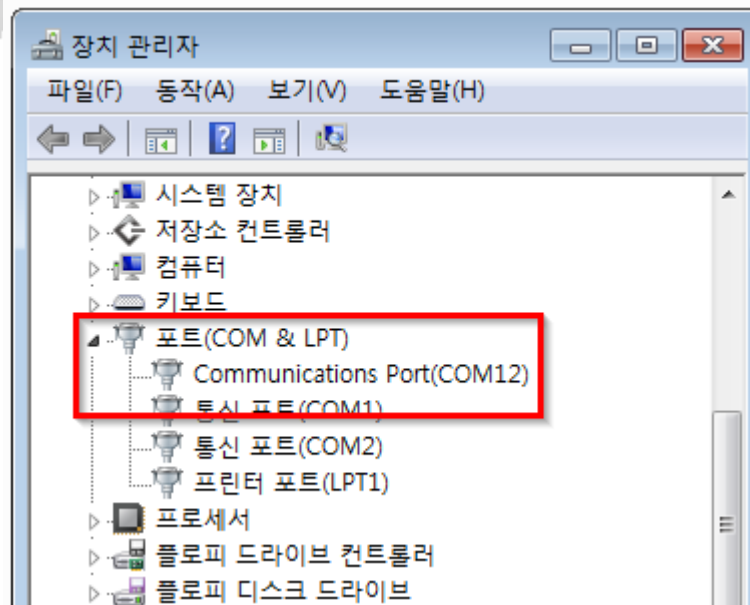 장치 관리자
파일(F) 동작(A) 보기(V) 도움말(H)
시스템 장치
저장소 컨트롤러
컴퓨터
키보드
포트(COM & LPT)
Communications Port(COM12)
통신 포트(COM1)
통신 포트(COM2)
프린터 포트(LPT1)
프로세서
플로피 드라이브 컨트롤러
플로피 디스크 드라이브